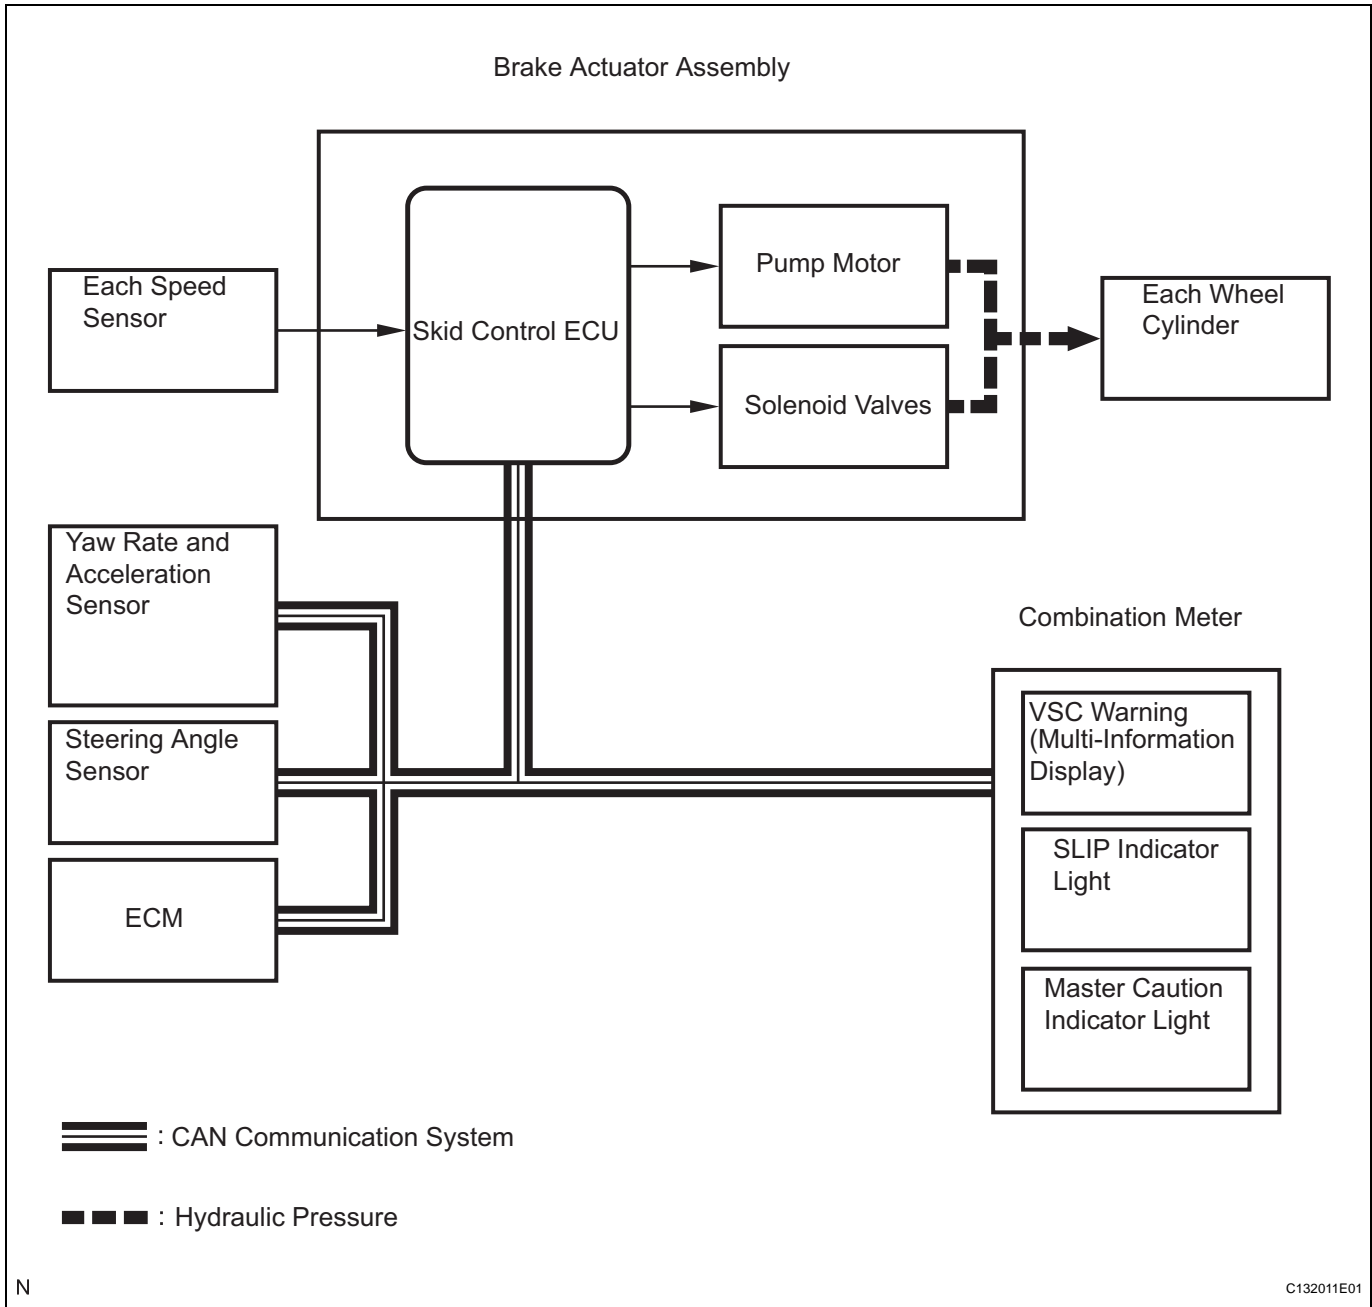 Brake Actuator Assembly
Each Speed
Sensor
Skid Control ECU
Pump Motor
Solenoid Valves
Each Wheel
Cylinder
Yaw Rate and
Acceleration
Sensor
Steering Angle
Sensor
ECM
Combination Meter
VSC Warning
(Multi-Information
Display)
SLIP Indicator
Light
Master Caution
Indicator Light
: CAN Communication System
: Hydraulic Pressure
N
C132011E01